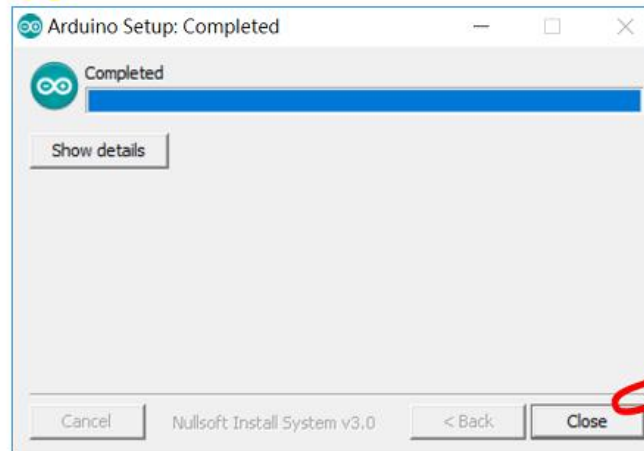 Arduino Setup: Completed
Completed
Show details
Cancel
Nullsoft Install System v3.0
< Back
Close